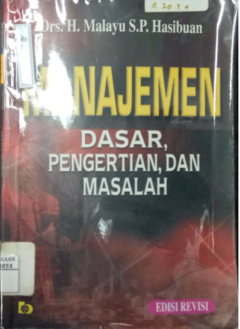 Drs. H. Malayu S.P. Hasibuan
MANAJEMEN
DASAR,
PENGERTIAN, DAN
MASALAH
EDISI REVISI